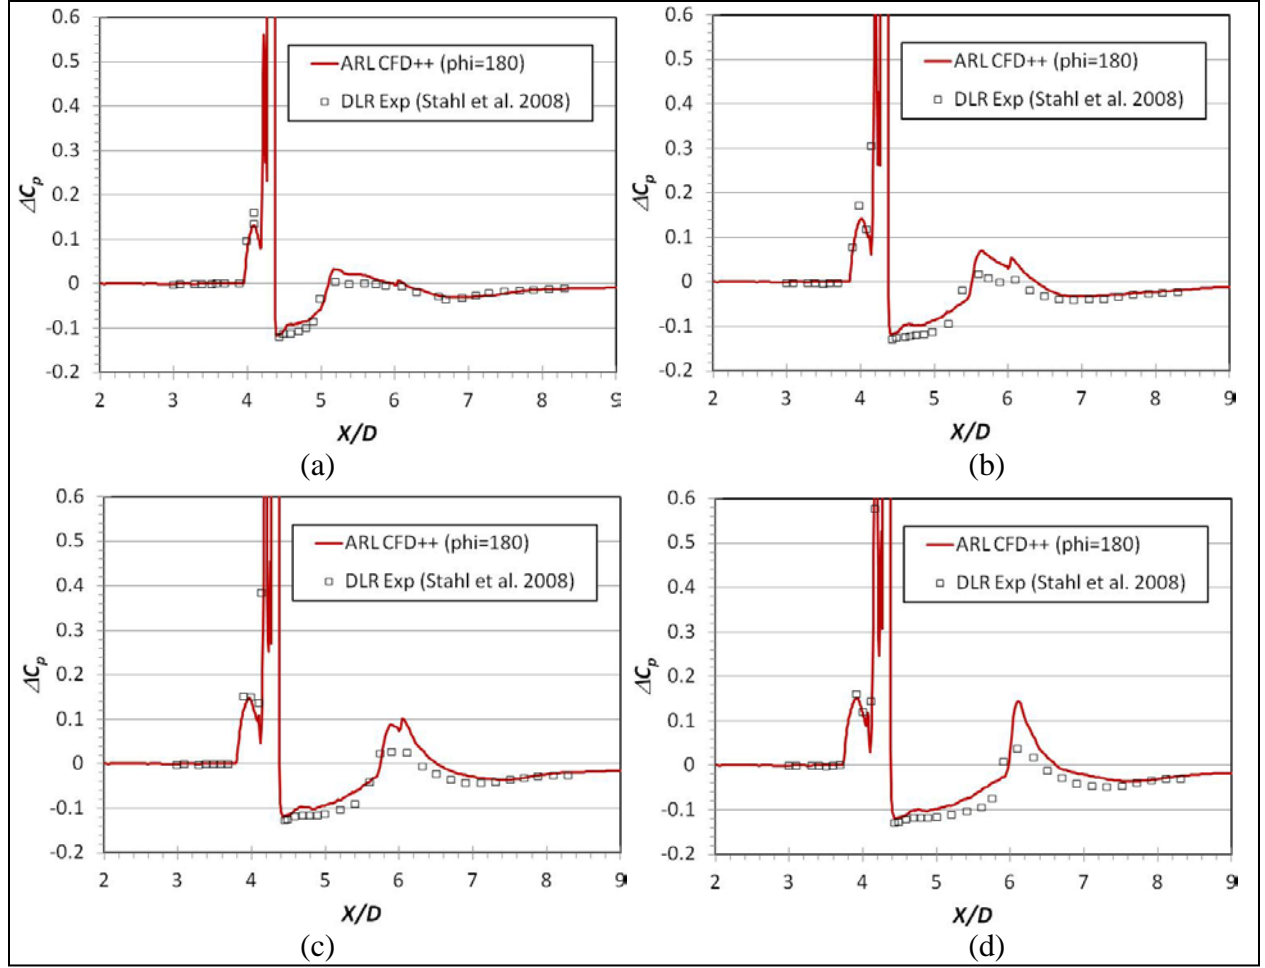 0.6
0.5
0.4
0.3
0.2
0.1
0
-0.1
-0.2
ΔCp
ARL CFD++ (phi=180)
DLR Exp (Stahl et al. 2008)
2 3 4 5 6 7 8 9
X/D
(a)
0.6
0.5
0.4
0.3
0.2
0.1
0
-0.1
-0.2
ΔCp
ARL CFD++ (phi=180)
DLR Exp (Stahl et al. 2008)
2 3 4 5 6 7 8 9
X/D
(b)
0.6
0.5
0.4
0.3
0.2
0.1
0
-0.1
-0.2
ΔCp
ARL CFD++ (phi=180)
DLR Exp (Stahl et al. 2008)
2 3 4 5 6 7 8 9
X/D
(c)
0.6
0.5
0.4
0.3
0.2
0.1
0
-0.1
-0.2
ΔCp
ARL CFD++ (phi=180)
DLR Exp (Stahl et al. 2008)
2 3 4 5 6 7 8 9
X/D
(d)